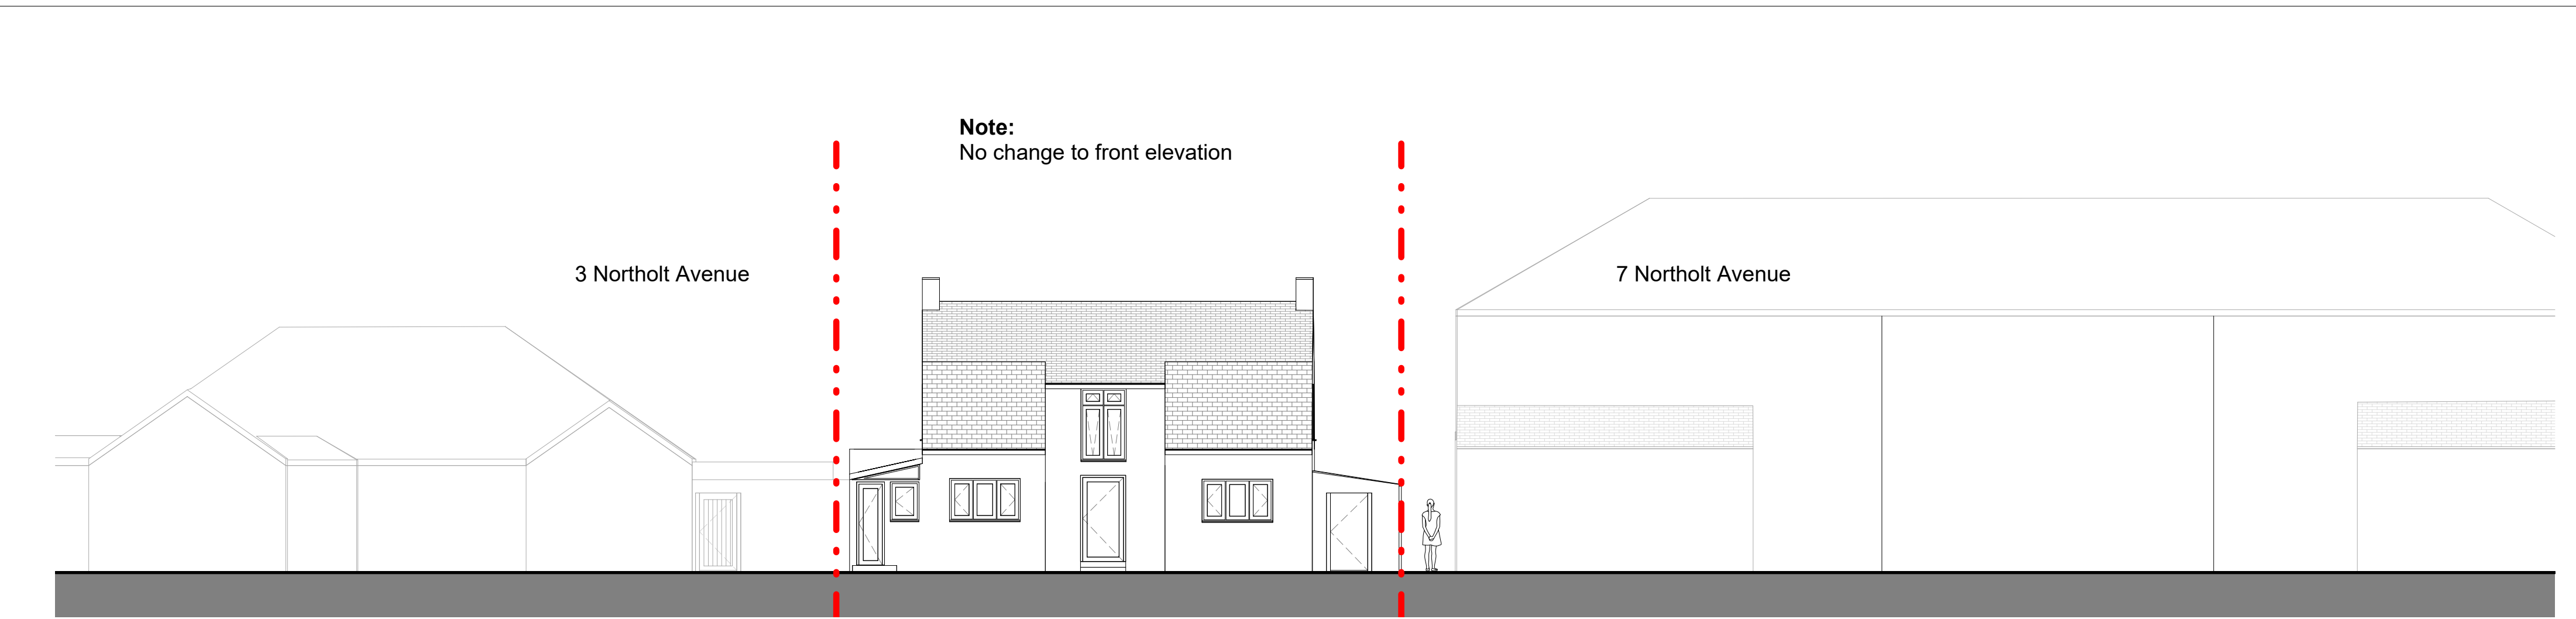 Note:
No change to front elevation
3 Northolt Avenue
7 Northolt Avenue